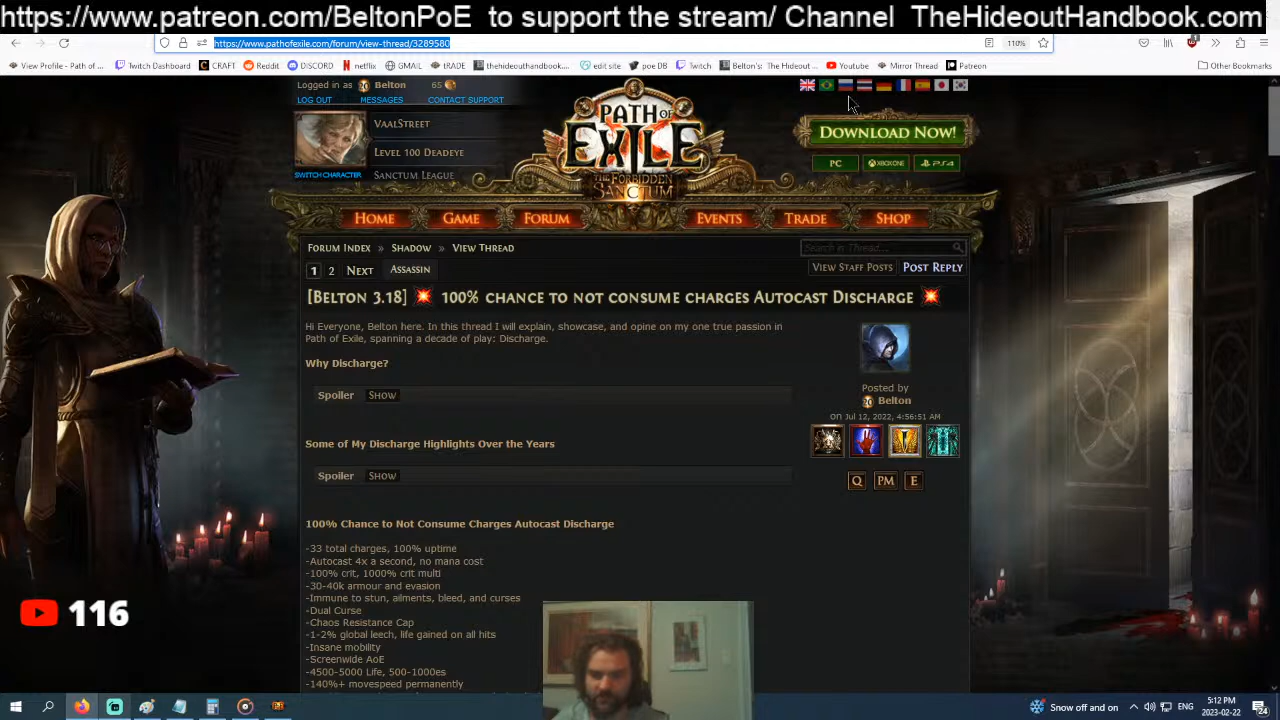 https://www.patreon.com/BeltonPoE to support the stream/ Channel TheHideoutHandbook.com
https://www.pathofexile.com/forum/view-thread/3289580
110%
View Profile - Path of ...
Twitch Dashboard
CRAFT
Reddit
DISCORD
netflix
GMAIL
tRADE
thehideouthandbook....
edit site
poe DB
Twitch
Belton's: The Hideout ...
Youtube
Mirror Thread
Patreon
Other Bookmarks
Logged in as Belton 65
LOG OUT MESSAGES CONTACT SUPPORT
VaalStreet
Level 100 Deadeye
SWITCH CHARACTER Sanctum League
PATH OF EXILE
THE FORBIDDEN SANCTUM
DOWNLOAD NOW!
PC XBOX ONE PS4
HOME GAME FORUM EVENTS TRADE SHOP
Forum Index » Shadow » View Thread
Search in Thread...
1 2 Next Assassin
View Staff Posts Post Reply
[Belton 3.18] 💥 100% chance to not consume charges Autocast Discharge 💥
Hi Everyone, Belton here. In this thread I will explain, showcase, and opine on my one true passion in
Path of Exile, spanning a decade of play: Discharge.
Why Discharge?
Spoiler Show
Some of My Discharge Highlights Over the Years
Spoiler Show
Posted by
Belton
on Jul 12, 2022, 4:56:51 AM
Q PM E
100% Chance to Not Consume Charges Autocast Discharge
-33 total charges, 100% uptime
-Autocast 4x a second, no mana cost
-100% crit, 1000% crit multi
-30-40k armour and evasion
-Immune to stun, ailments, bleed, and curses
-Dual Curse
-Chaos Resistance Cap
-1-2% global leech, life gained on all hits
-Insane mobility
-Screenwide AoE
-4500-5000 Life, 500-1000es
-140%+ movespeed permanently
116
Snow off and on
ENG
5:12 PM
2023-02-22
24